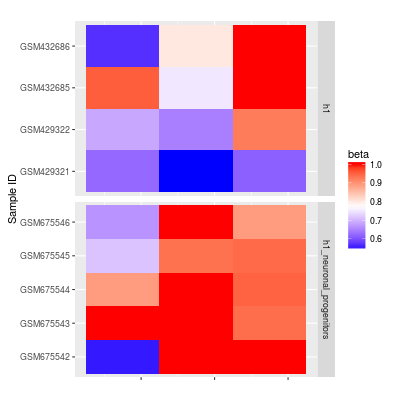 Sample ID
GSM432686
GSM432685
GSM429322
GSM429321
h1
GSM675546
GSM675545
GSM675544
GSM675543
GSM675542
h1_neuronal_progenitors
beta
1.0
0.9
0.8
0.7
0.6